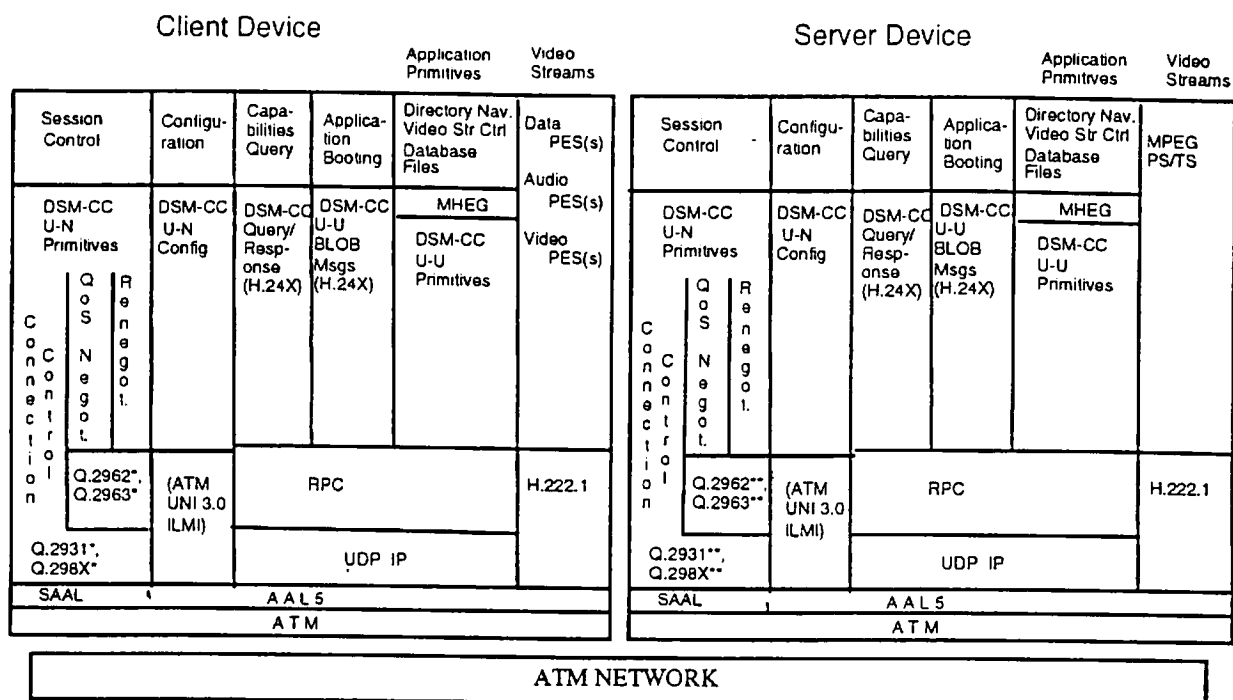 Client Device
Application
Primitives
Video
Streams
Session
Control
Configu-
ration
Capa-
bilities
Query
Applica-
tion
Booting
Directory Nav.
Video Str Ctrl
Database
Files
Data
PES(s)
Audio
PES(s)
Video
PES(s)
DSM-CC
U-N
Primitives
DSM-CC
U-N
Config
DSM-CC
Query/
Resp-
onse
(H.24X)
DSM-CC
U-U
BLOB
Msgs
(H.24X)
MHEG
DSM-CC
U-U
Primitives
Connection
Control
QoS Negot.
Renegot.
Q.2962*,
Q.2963*
(ATM
UNI 3.0
ILMI)
RPC
H.222.1
Q.2931*,
Q.298X*
UDP IP
SAAL
AAL5
ATM
Server Device
Application
Primitives
Video
Streams
Session
Control
Configu-
ration
Capa-
bilities
Query
Applica-
tion
Booting
Directory Nav.
Video Str Ctrl
Database
Files
MPEG
PS/TS
DSM-CC
U-N
Primitives
DSM-CC
U-N
Config
DSM-CC
Query/
Resp-
onse
(H.24X)
DSM-CC
U-U
BLOB
Msgs
(H.24X)
MHEG
DSM-CC
U-U
Primitives
Connection
Control
QoS Negot.
Renegot.
Q.2962**,
Q.2963**
(ATM
UNI 3.0
ILMI)
RPC
H.222.1
Q.2931**,
Q.298X**
UDP IP
SAAL
AAL5
ATM
ATM NETWORK